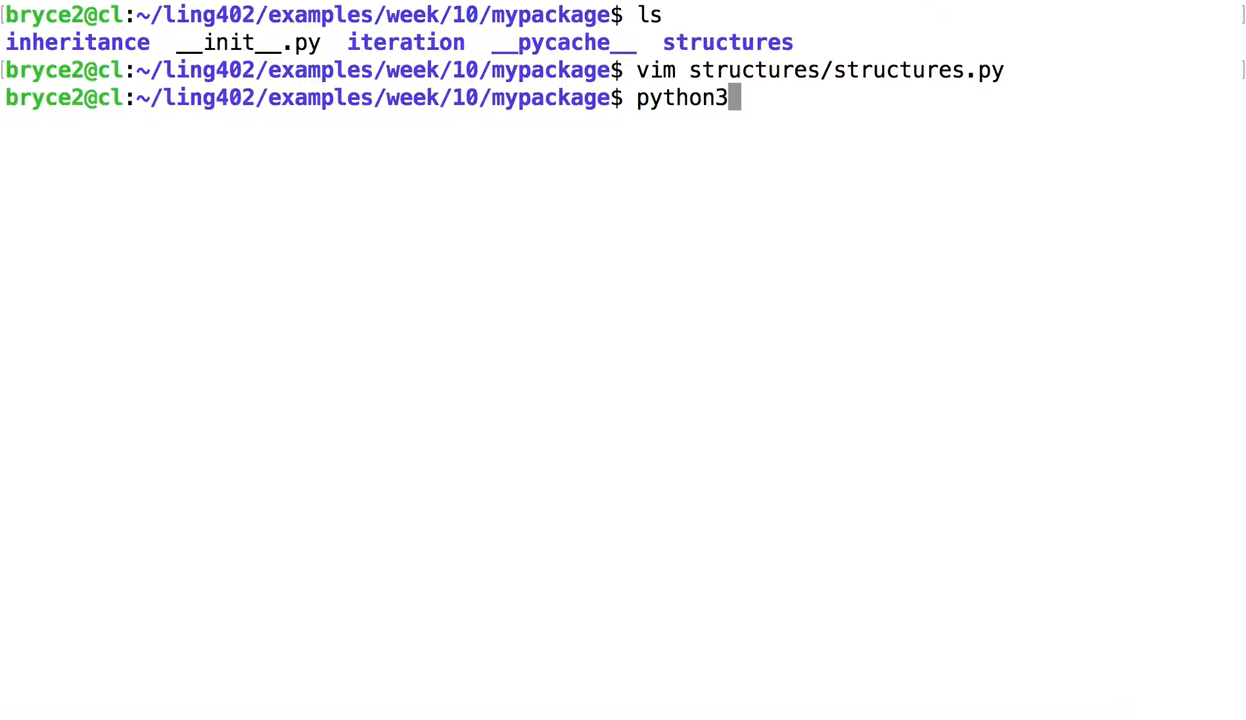 bryce2@cl:~/ling402/examples/week/10/mypackage$ ls
inheritance  __init__.py  iteration  __pycache__  structures
bryce2@cl:~/ling402/examples/week/10/mypackage$ vim structures/structures.py
bryce2@cl:~/ling402/examples/week/10/mypackage$ python3